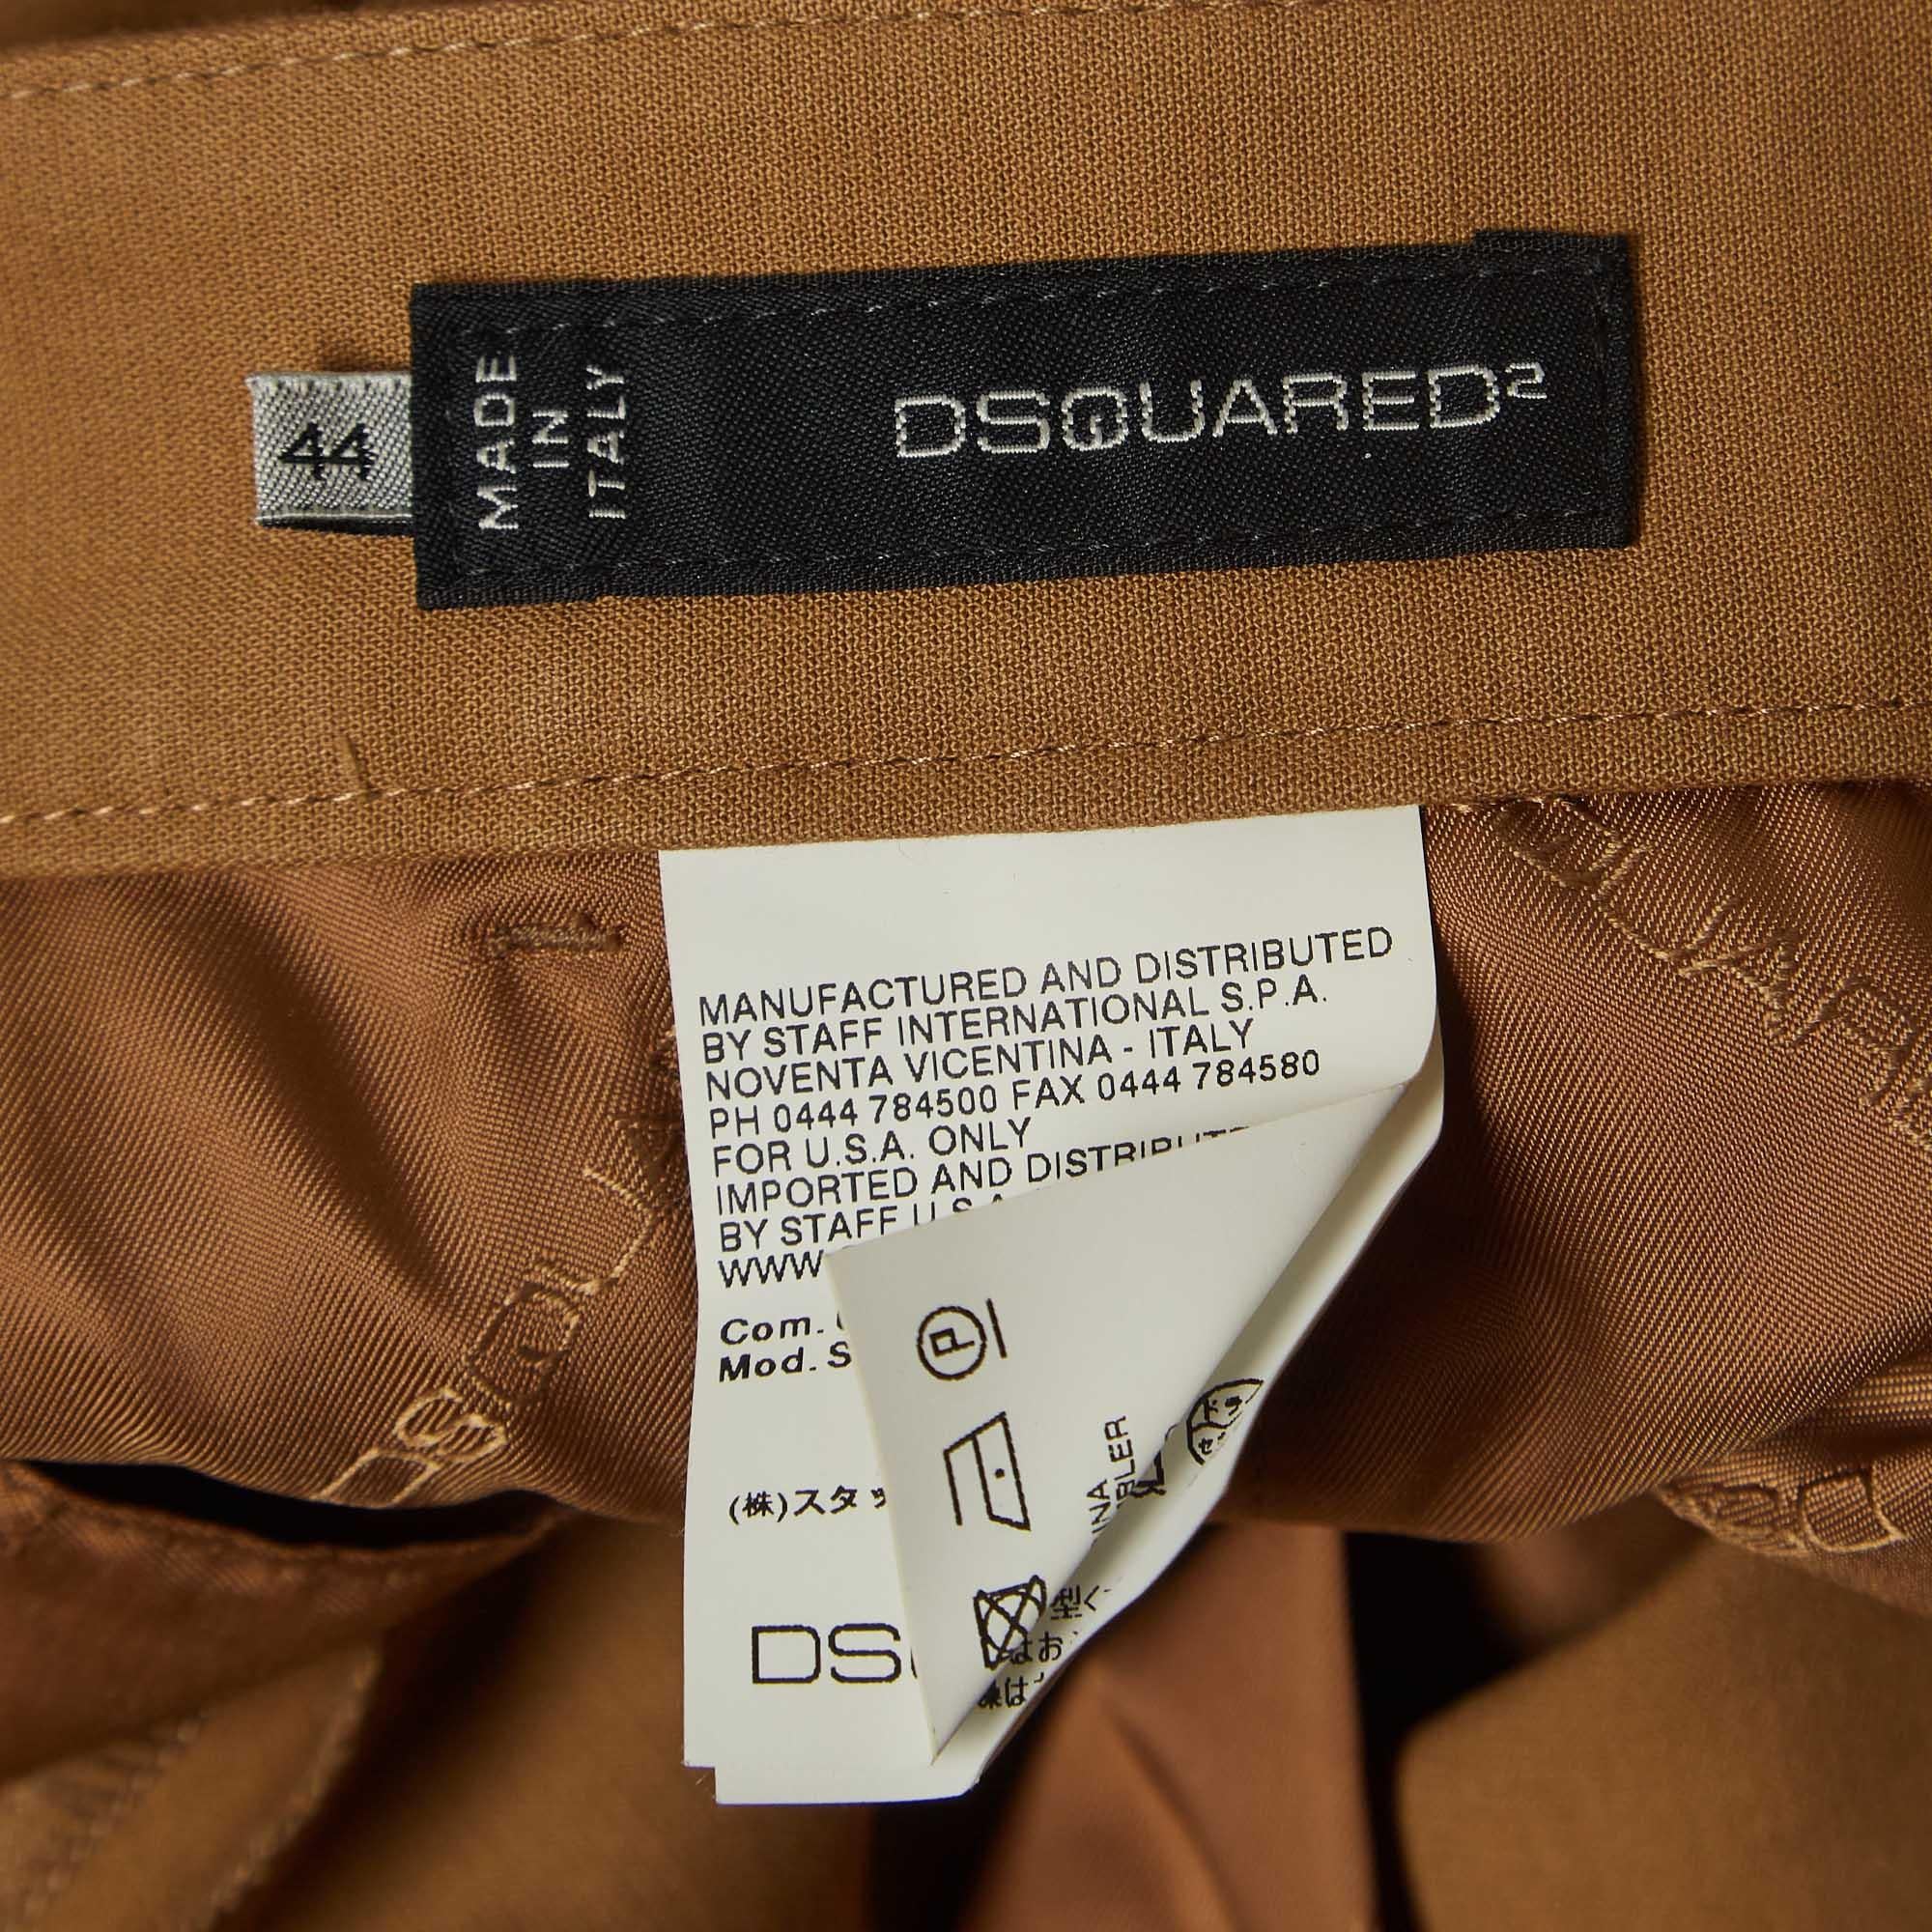 44
MADE
IN
ITALY
DSQUARED2
MANUFACTURED AND DISTRIBUTED
BY STAFF INTERNATIONAL S.P.A.
NOVENTA VICENTINA - ITALY
PH 0444 784500 FAX 0444 784580
FOR U.S.A. ONLY
IMPORTED AND
BY STAFF
WWW
Com.
Mod. S
(株)スタッ
DS
P